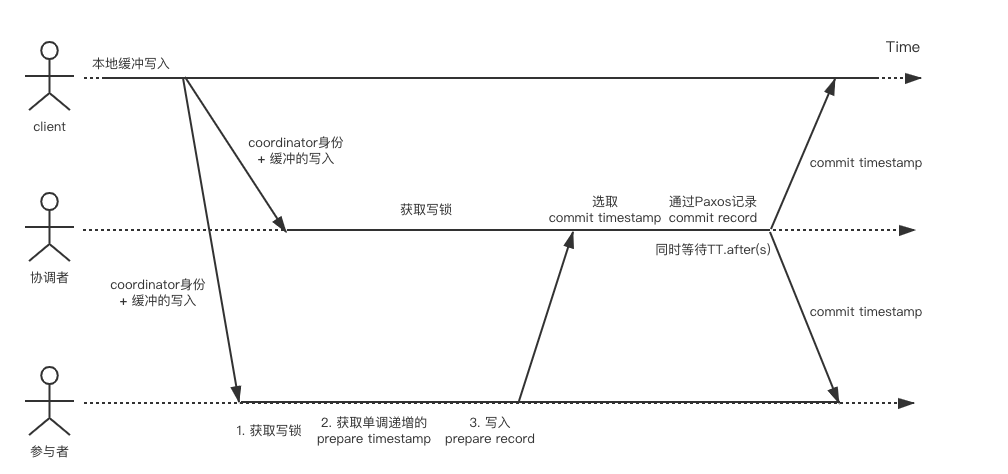 Time
本地缓冲写入
client
coordinator身份
+ 缓冲的写入
commit timestamp
获取写锁
选取
commit timestamp
通过Paxos记录
commit record
同时等待TT.after(s)
协调者
coordinator身份
+ 缓冲的写入
commit timestamp
1. 获取写锁
2. 获取单调递增的
prepare timestamp
3. 写入
prepare record
参与者